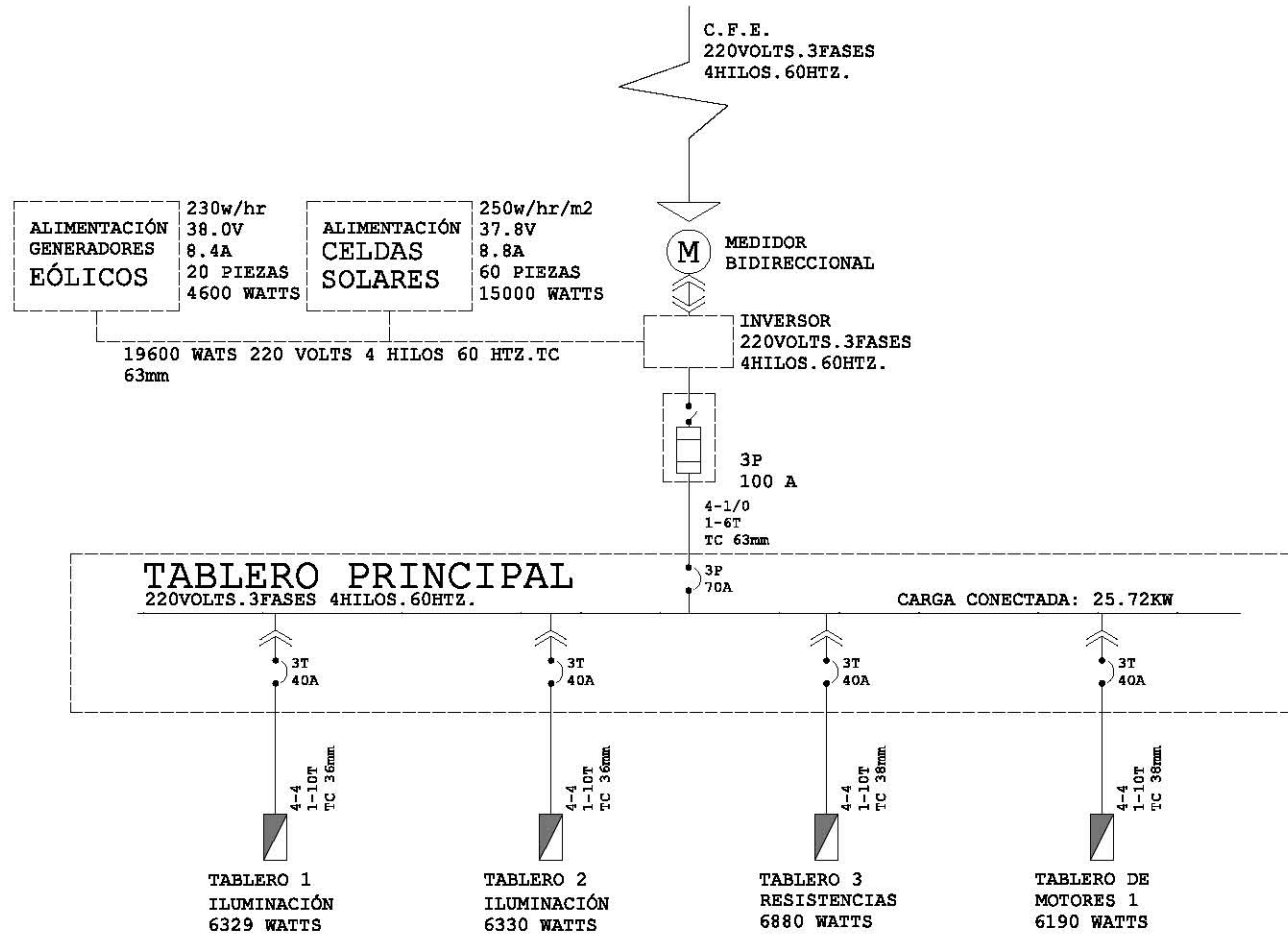 C.F.E.
220VOLTS.3FASES
4HILOS.60HTZ.
ALIMENTACIÓN
GENERADORES
EÓLICOS
230w/hr
38.0V
8.4A
20 PIEZAS
4600 WATTS
ALIMENTACIÓN
CELDAS
SOLARES
250w/hr/m2
37.8V
8.8A
60 PIEZAS
15000 WATTS
M
MEDIDOR
BIDIRECCIONAL
INVERSOR
220VOLTS.3FASES
4HILOS.60HTZ.
19600 WATS 220 VOLTS 4 HILOS 60 HTZ.TC
63mm
3P
100 A
4-1/0
1-6T
TC 63mm
TABLERO PRINCIPAL
220VOLTS.3FASES 4HILOS.60HTZ.
3P
70A
CARGA CONECTADA: 25.72KW
3T
40A
3T
40A
3T
40A
3T
40A
4-4
1-10T
TC 36mm
4-4
1-10T
TC 36mm
4-4
1-10T
TC 38mm
4-4
1-10T
TC 38mm
TABLERO 1
ILUMINACIÓN
6329 WATTS
TABLERO 2
ILUMINACIÓN
6330 WATTS
TABLERO 3
RESISTENCIAS
6880 WATTS
TABLERO DE
MOTORES 1
6190 WATTS